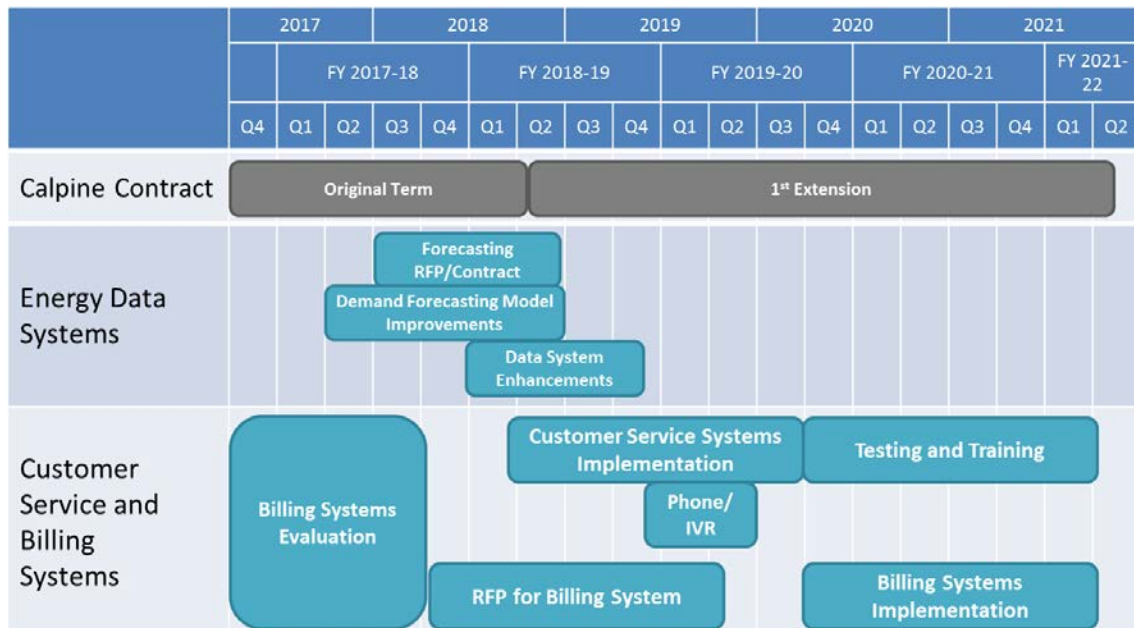 2017 2018 2019 2020 2021
FY 2017-18 FY 2018-19 FY 2019-20 FY 2020-21 FY 2021-
22
Q4 Q1 Q2 Q3 Q4 Q1 Q2 Q3 Q4 Q1 Q2 Q3 Q4 Q1 Q2 Q3 Q4 Q1 Q2
Calpine Contract
Original Term
1st Extension
Energy Data
Systems
Forecasting
RFP/Contract
Demand Forecasting Model
Improvements
Data System
Enhancements
Customer
Service and
Billing
Systems
Billing Systems
Evaluation
Customer Service Systems
Implementation
Testing and Training
Phone/
IVR
RFP for Billing System
Billing Systems
Implementation